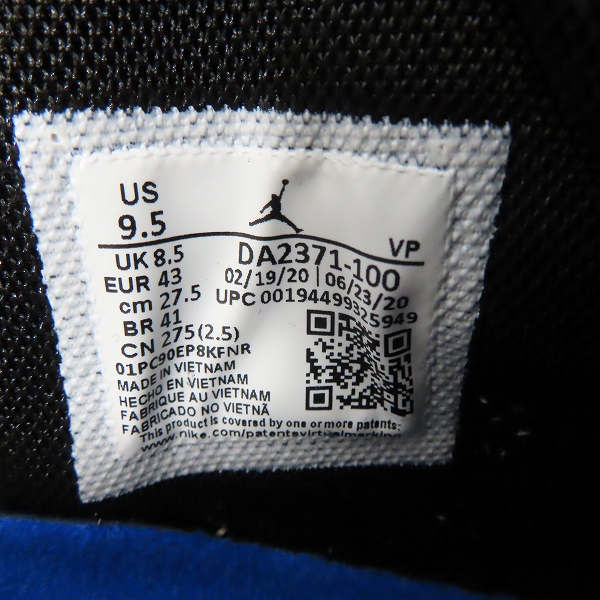 US
9.5
VP
UK 8.5
EUR 43
cm 27.5
BR 41
CN 275(2.5)
DA2371-100
02/19/20 | 06/23/20
UPC 00194499325949
01PC90EP8KFNR
MADE IN VIETNAM
HECHO EN VIETNAM
FABRIQUE AU VIETNAM
FABRICADO NO VIETNÃ
This product is covered by one or more
www.nike.com/patentsvirtualmarking